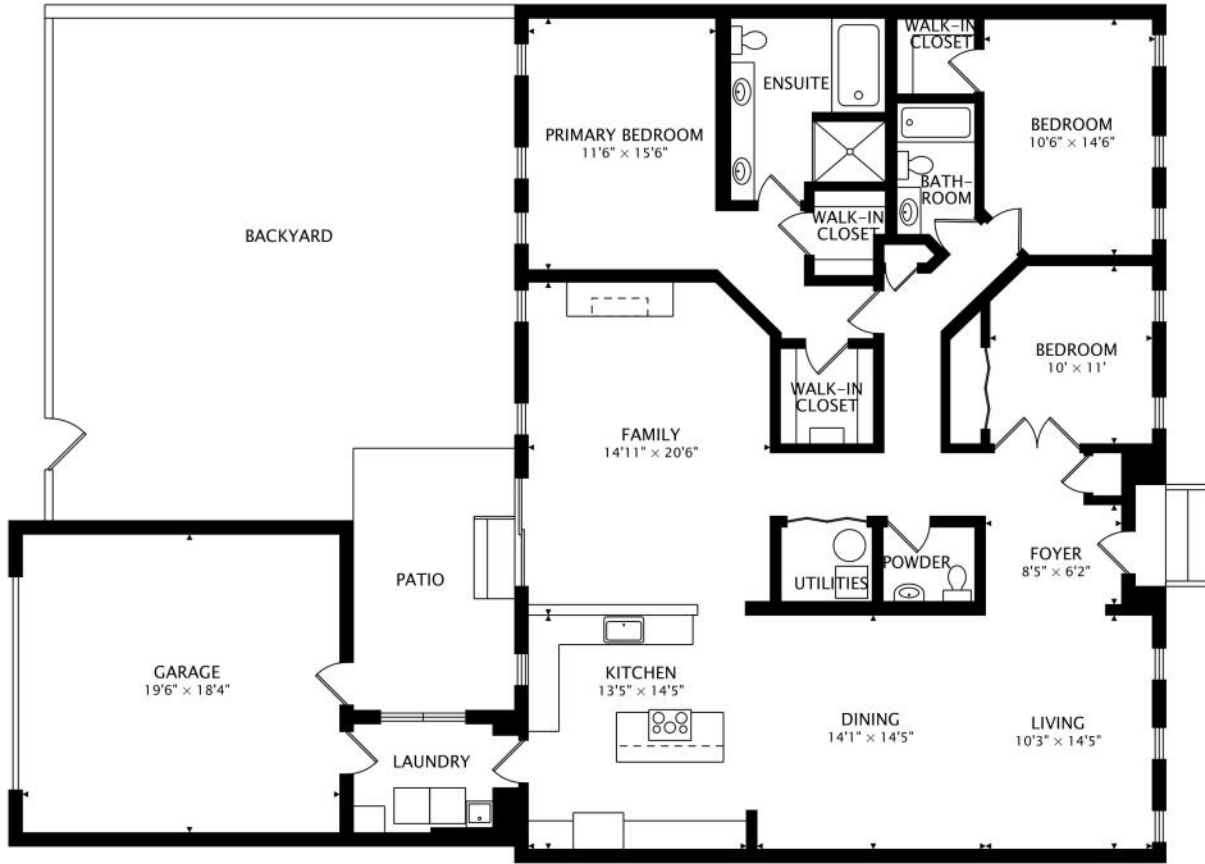 WALK-IN
CLOSET
ENSUITE
PRIMARY BEDROOM
11'6" × 15'6"
BEDROOM
10'6" × 14'6"
BATH-
ROOM
WALK-IN
CLOSET
BACKYARD
BEDROOM
10' × 11'
WALK-IN
CLOSET
FAMILY
14'11" × 20'6"
FOYER
8'5" × 6'2"
POWDER
UTILITIES
PATIO
GARAGE
19'6" × 18'4"
KITCHEN
13'5" × 14'5"
DINING
14'1" × 14'5"
LIVING
10'3" × 14'5"
LAUNDRY